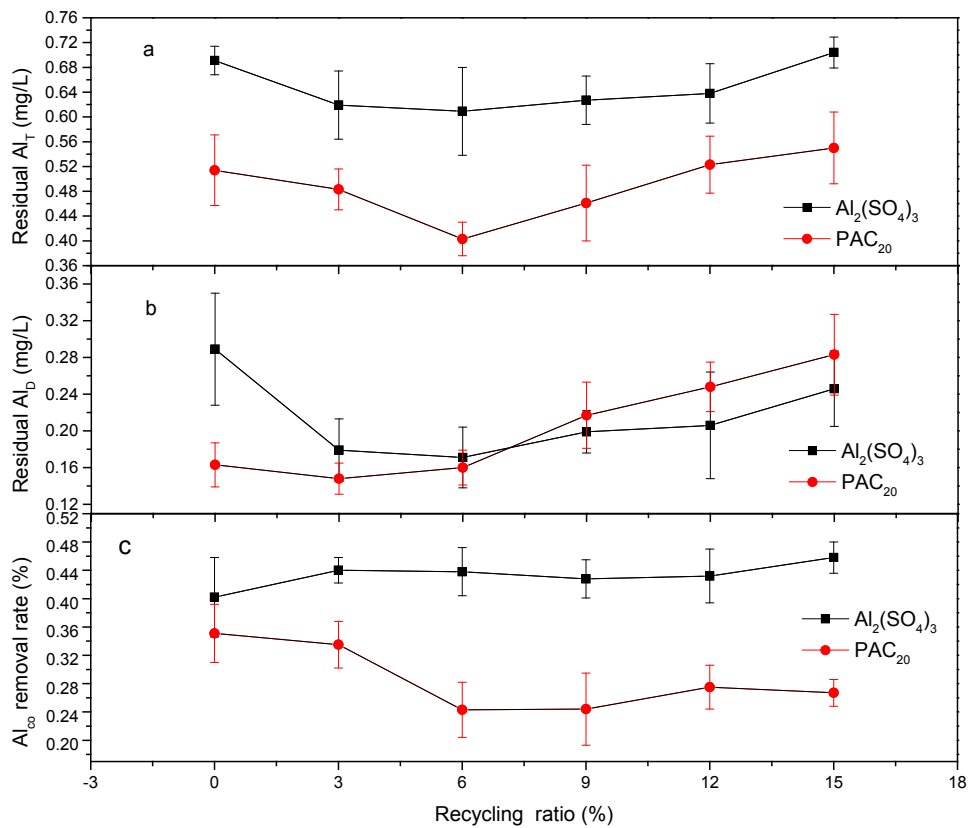 a
0.76
0.72
0.68
0.64
0.60
0.56
0.52
0.48
0.44
0.40
0.36
Residual Al_T (mg/L)
Al₂(SO₄)₃
PAC₂₀
b
0.32
0.28
0.24
0.20
0.16
0.12
Residual Al_D (mg/L)
Al₂(SO₄)₃
PAC₂₀
c
0.52
0.48
0.44
0.40
0.36
0.32
0.28
0.24
0.20
Al_co removal rate (%)
Al₂(SO₄)₃
PAC₂₀
-3 0 3 6 9 12 15 18
Recycling ratio (%)